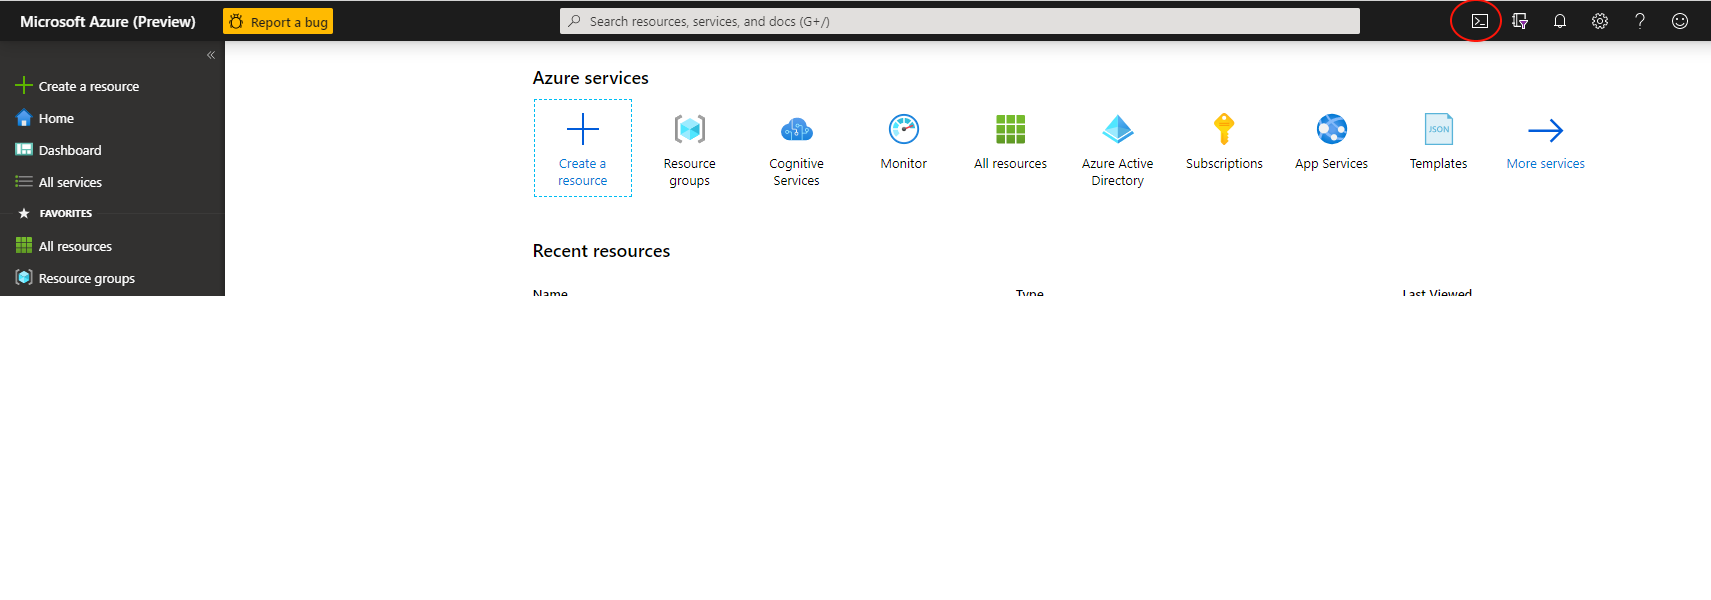 Microsoft Azure (Preview)
Report a bug
Search resources, services, and docs (G+/)
Create a resource
Home
Dashboard
All services
FAVORITES
All resources
Resource groups
Azure services
Create a
resource
Resource
groups
Cognitive
Services
Monitor
All resources
Azure Active
Directory
Subscriptions
App Services
JSON
Templates
More services
Recent resources
Name
Type
Last Viewed